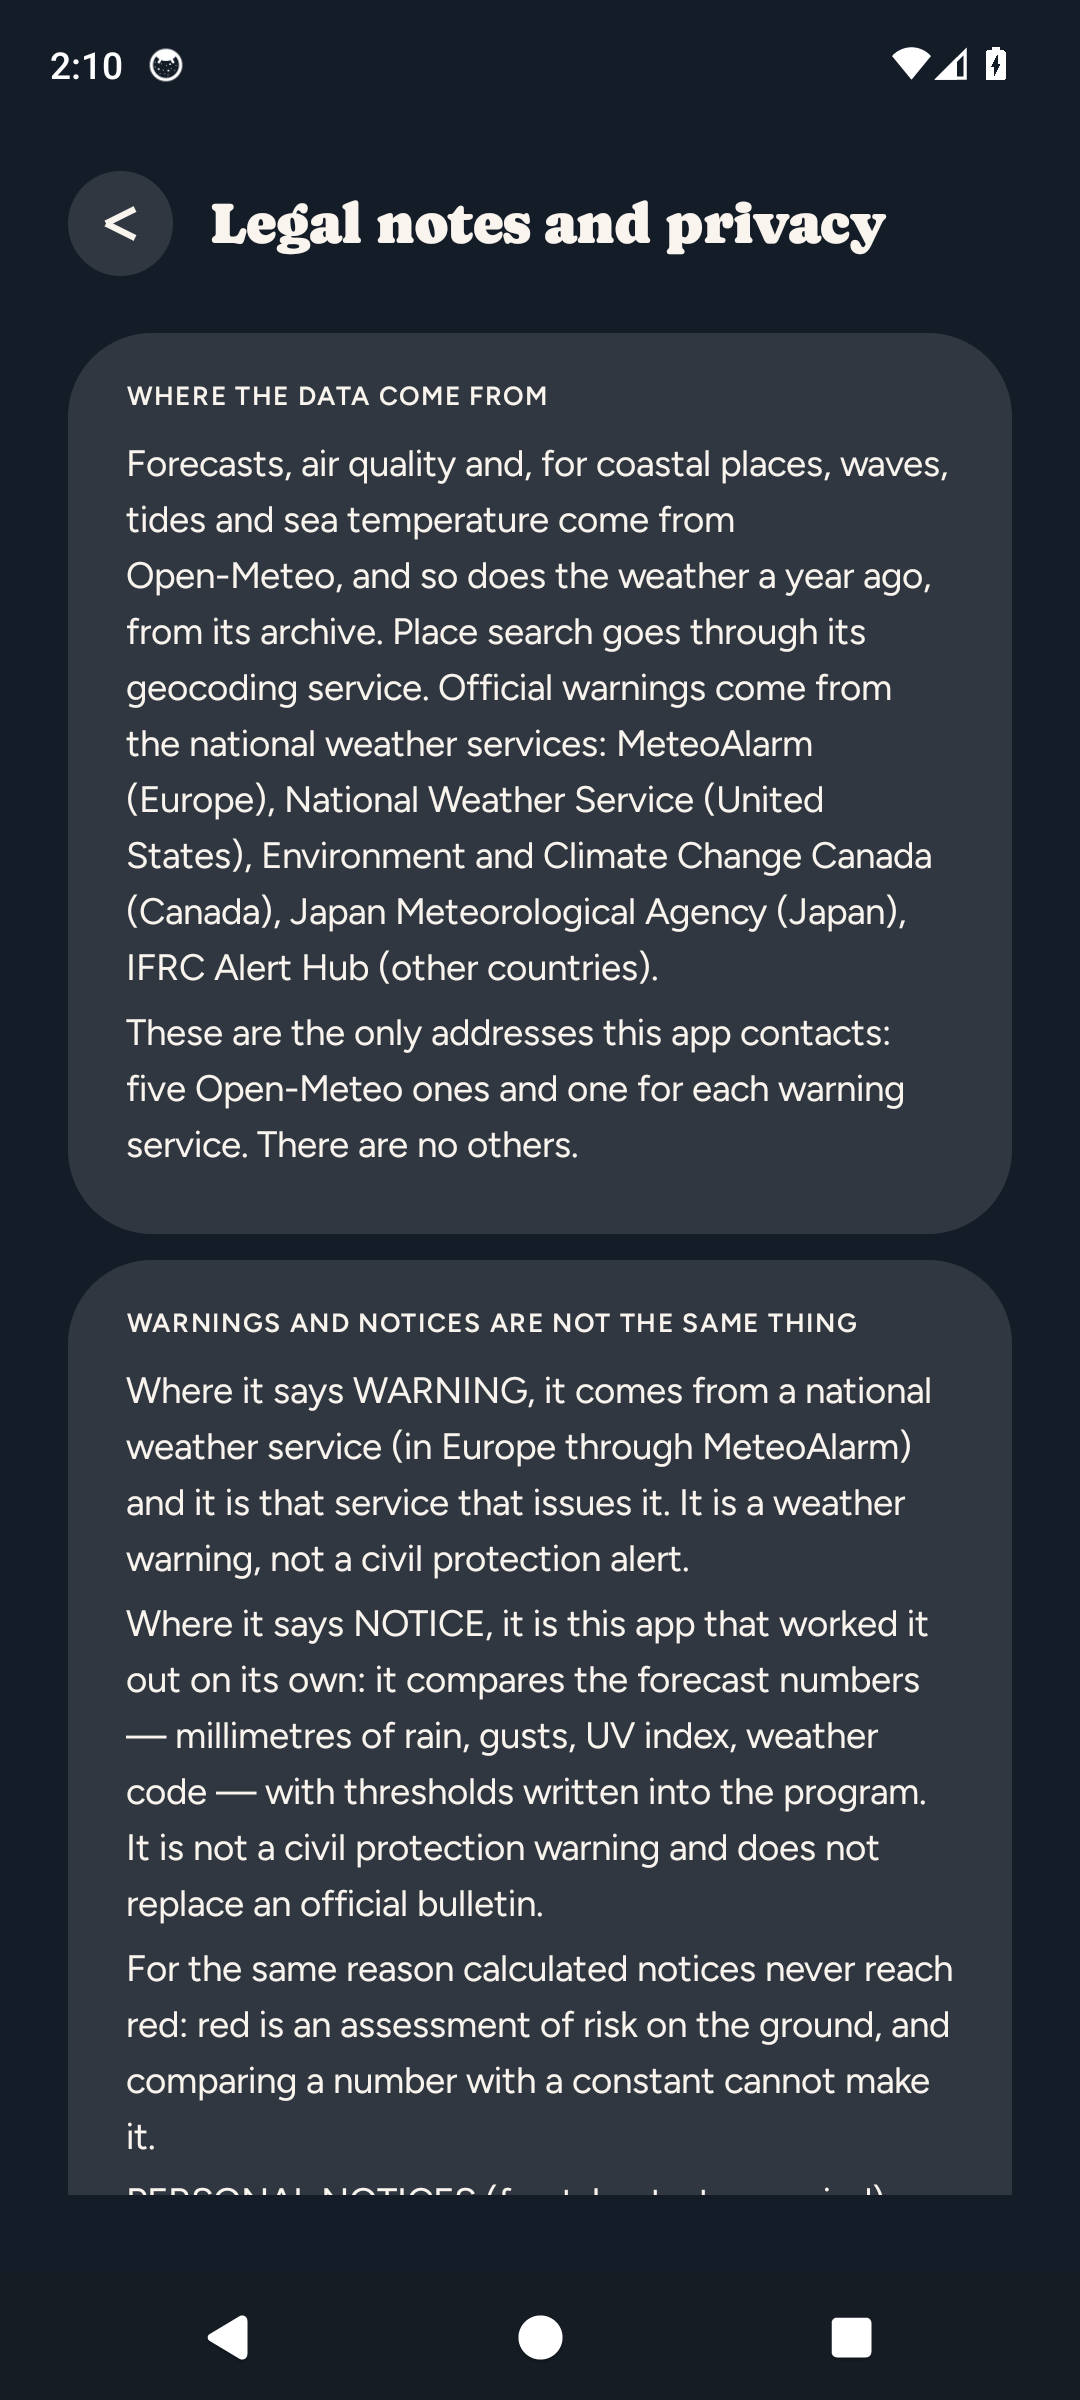 2:10
<
Legal notes and privacy
WHERE THE DATA COME FROM
Forecasts, air quality and, for coastal places, waves,
tides and sea temperature come from
Open-Meteo, and so does the weather a year ago,
from its archive. Place search goes through its
geocoding service. Official warnings come from
the national weather services: MeteoAlarm
(Europe), National Weather Service (United
States), Environment and Climate Change Canada
(Canada), Japan Meteorological Agency (Japan),
IFRC Alert Hub (other countries).
These are the only addresses this app contacts:
five Open-Meteo ones and one for each warning
service. There are no others.
WARNINGS AND NOTICES ARE NOT THE SAME THING
Where it says WARNING, it comes from a national
weather service (in Europe through MeteoAlarm)
and it is that service that issues it. It is a weather
warning, not a civil protection alert.
Where it says NOTICE, it is this app that worked it
out on its own: it compares the forecast numbers
— millimetres of rain, gusts, UV index, weather
code — with thresholds written into the program.
It is not a civil protection warning and does not
replace an official bulletin.
For the same reason calculated notices never reach
red: red is an assessment of risk on the ground, and
comparing a number with a constant cannot make
it.
PERSONAL NOTICES